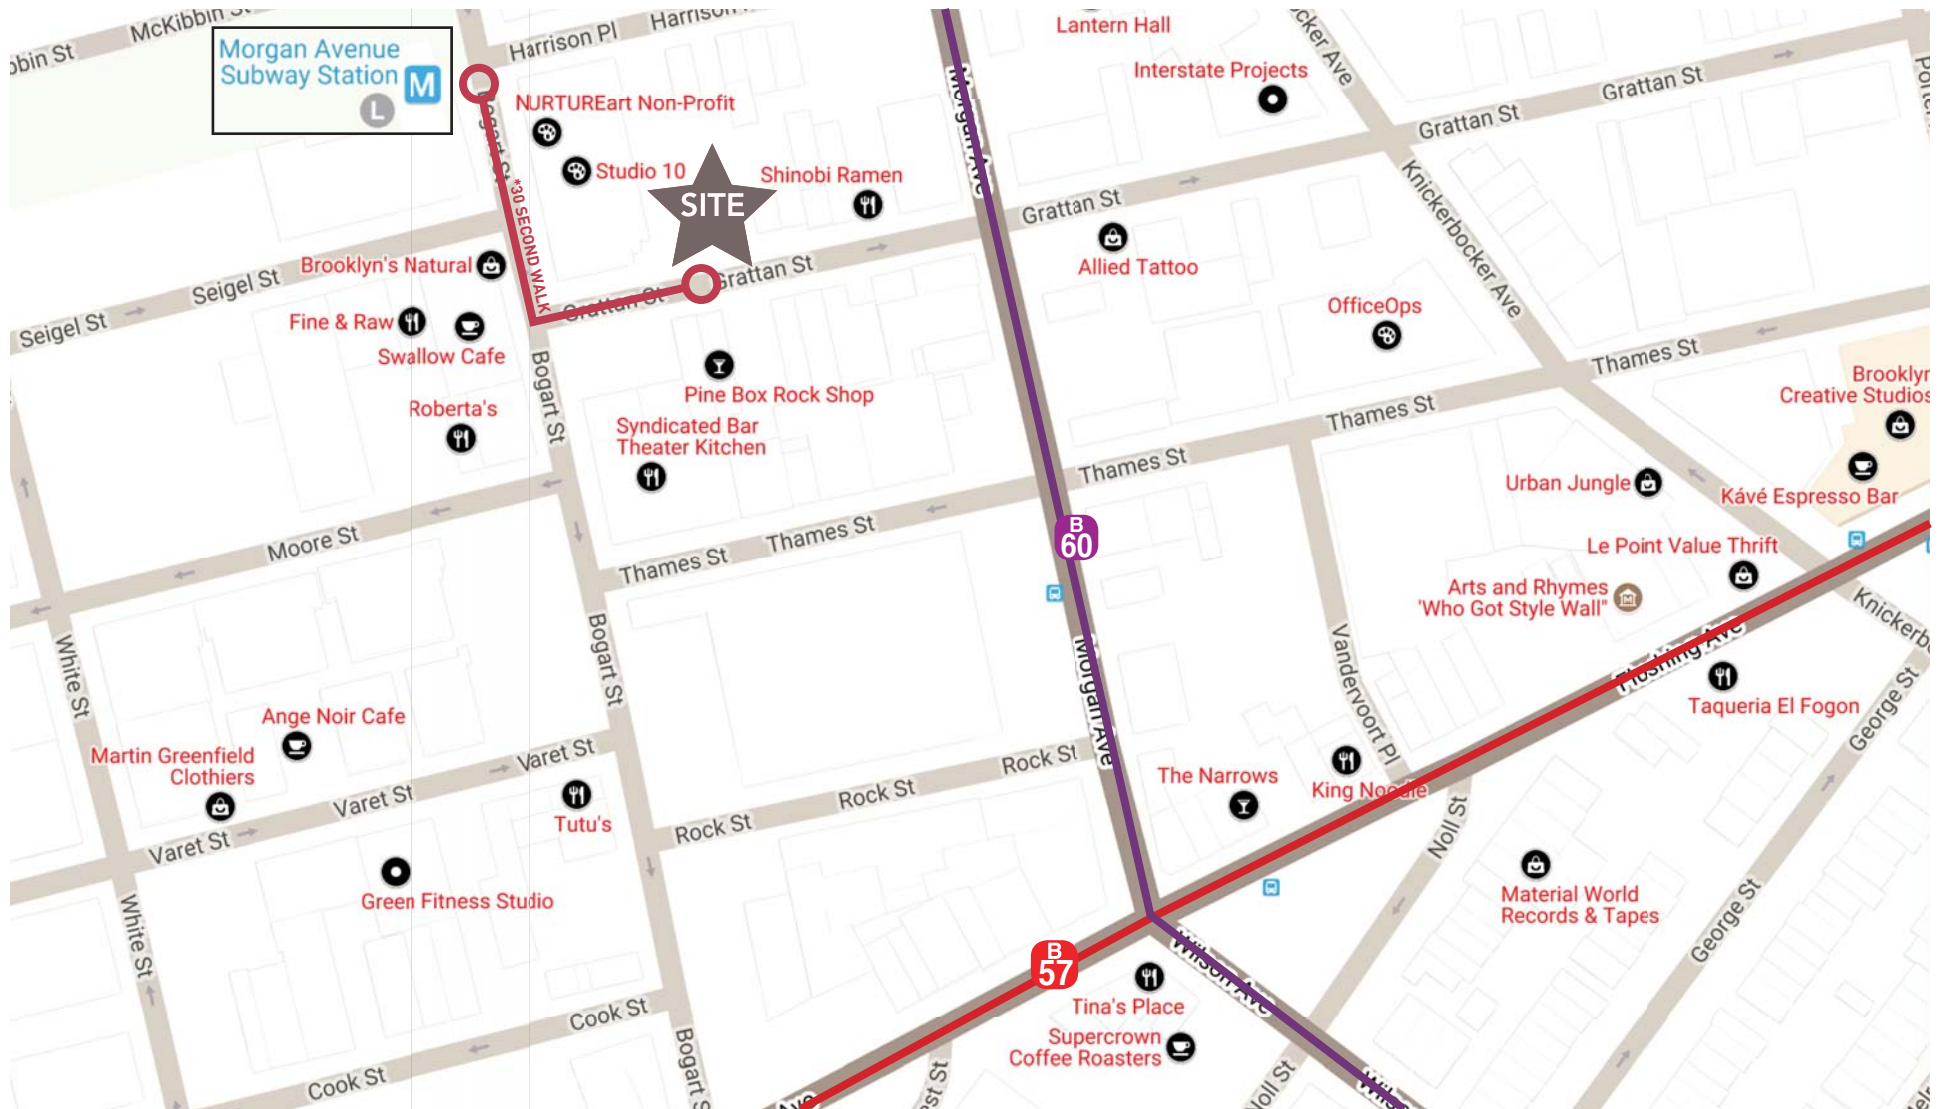 McKibbin St
Harrison Pl
Harrison
Lantern Hall
Morgan Avenue
Subway Station
M
L
NURTUREart Non-Profit
Interstate Projects
Grattan St
Grattan St
Bogart St
Morgan Ave
Studio 10
SITE
Shinobi Ramen
*30 SECOND WALK
Grattan St
Knickerbocker Ave
Brooklyn's Natural
Seigel St
Grattan St
Grattan St
Allied Tattoo
Seigel St
Fine & Raw
Swallow Cafe
OfficeOps
Thames St
Bogart St
Pine Box Rock Shop
Roberta's
Syndicated Bar
Theater Kitchen
Thames St
Creative Studios
Thames St
Urban Jungle
Kávé Espresso Bar
Moore St
Thames St
Thames St
B
60
Le Point Value Thrift
Arts and Rhymes
'Who Got Style Wall"
White St
Bogart St
Morgan Ave
Vandervoort Pl
Flushing Ave
Taqueria El Fogon
George St
Ange Noir Cafe
Martin Greenfield
Clothiers
Varet St
Rock St
The Narrows
King Noodle
Varet St
Tutu's
Rock St
Rock St
Varet St
Noll St
Green Fitness Studio
Material World
Records & Tapes
George St
White St
B
57
Wilson Ave
Tina's Place
Supercrown
Coffee Roasters
Cook St
Bogart S
Cook St
Noll St